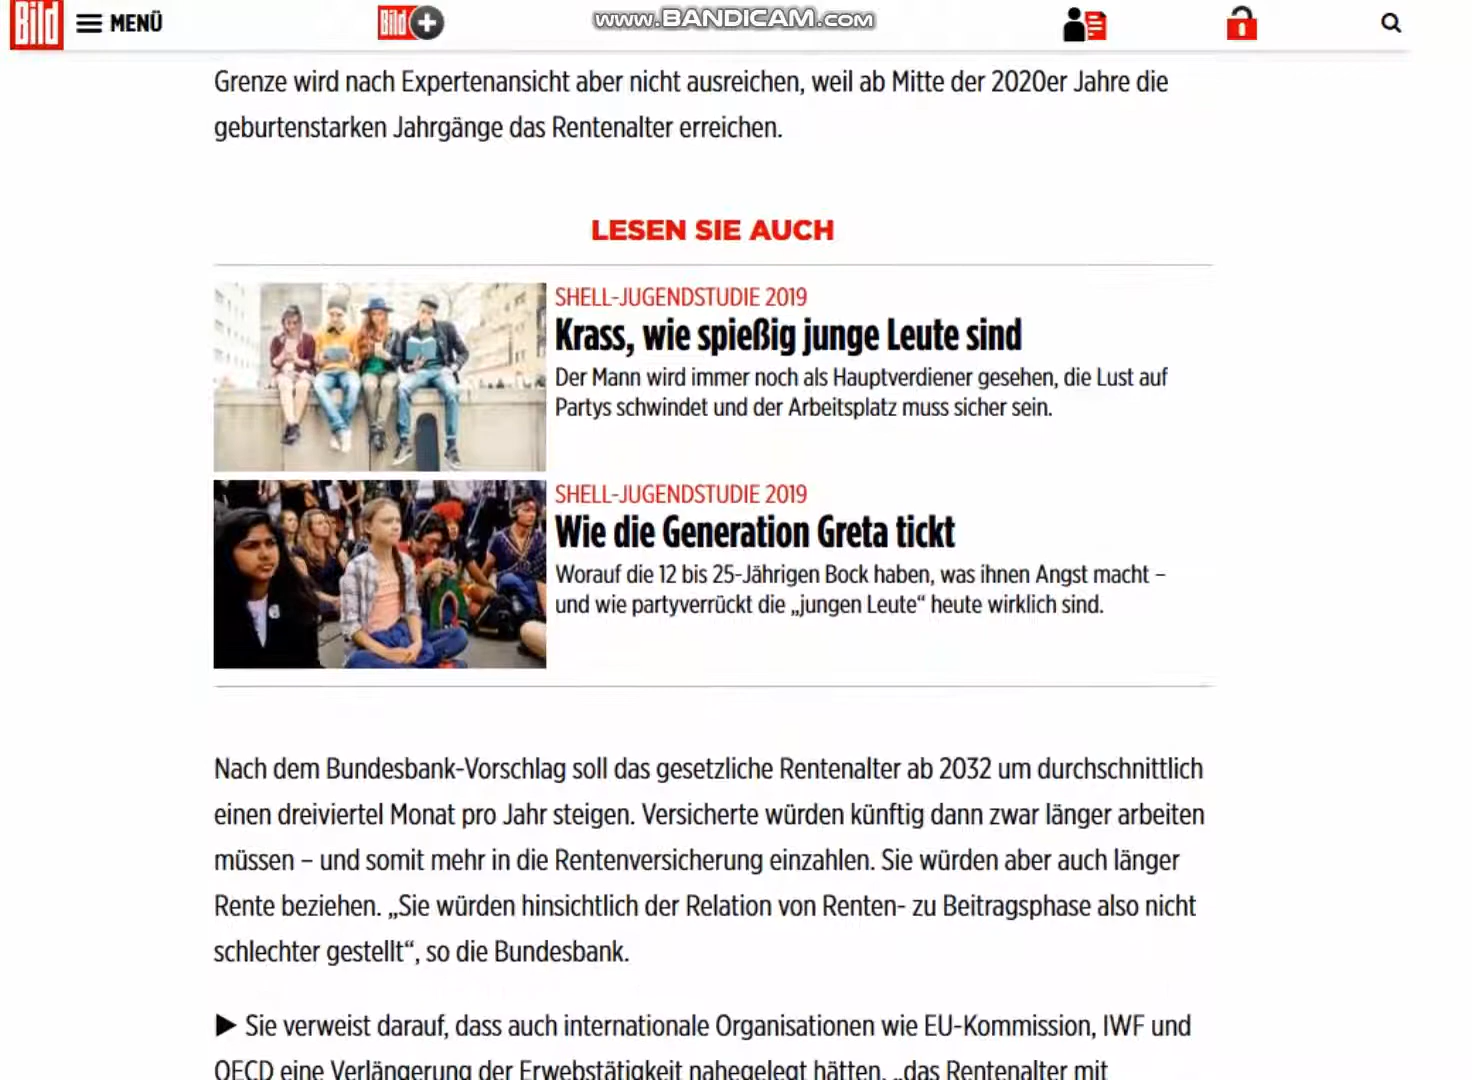 Bild MENÜ Bild+ www.BANDICAM.com
Grenze wird nach Expertenansicht aber nicht ausreichen, weil ab Mitte der 2020er Jahre die
geburtenstarken Jahrgänge das Rentenalter erreichen.
LESEN SIE AUCH
SHELL-JUGENDSTUDIE 2019
Krass, wie spießig junge Leute sind
Der Mann wird immer noch als Hauptverdiener gesehen, die Lust auf
Partys schwindet und der Arbeitsplatz muss sicher sein.
SHELL-JUGENDSTUDIE 2019
Wie die Generation Greta tickt
Worauf die 12 bis 25-Jährigen Bock haben, was ihnen Angst macht –
und wie partyverrückt die „jungen Leute“ heute wirklich sind.
Nach dem Bundesbank-Vorschlag soll das gesetzliche Rentenalter ab 2032 um durchschnittlich
einen dreiviertel Monat pro Jahr steigen. Versicherte würden künftig dann zwar länger arbeiten
müssen – und somit mehr in die Rentenversicherung einzahlen. Sie würden aber auch länger
Rente beziehen. „Sie würden hinsichtlich der Relation von Renten- zu Beitragsphase also nicht
schlechter gestellt“, so die Bundesbank.
▶ Sie verweist darauf, dass auch internationale Organisationen wie EU-Kommission, IWF und
OECD eine Verlängerung der Erwebstätigkeit nahegelegt hätten, „das Rentenalter mit